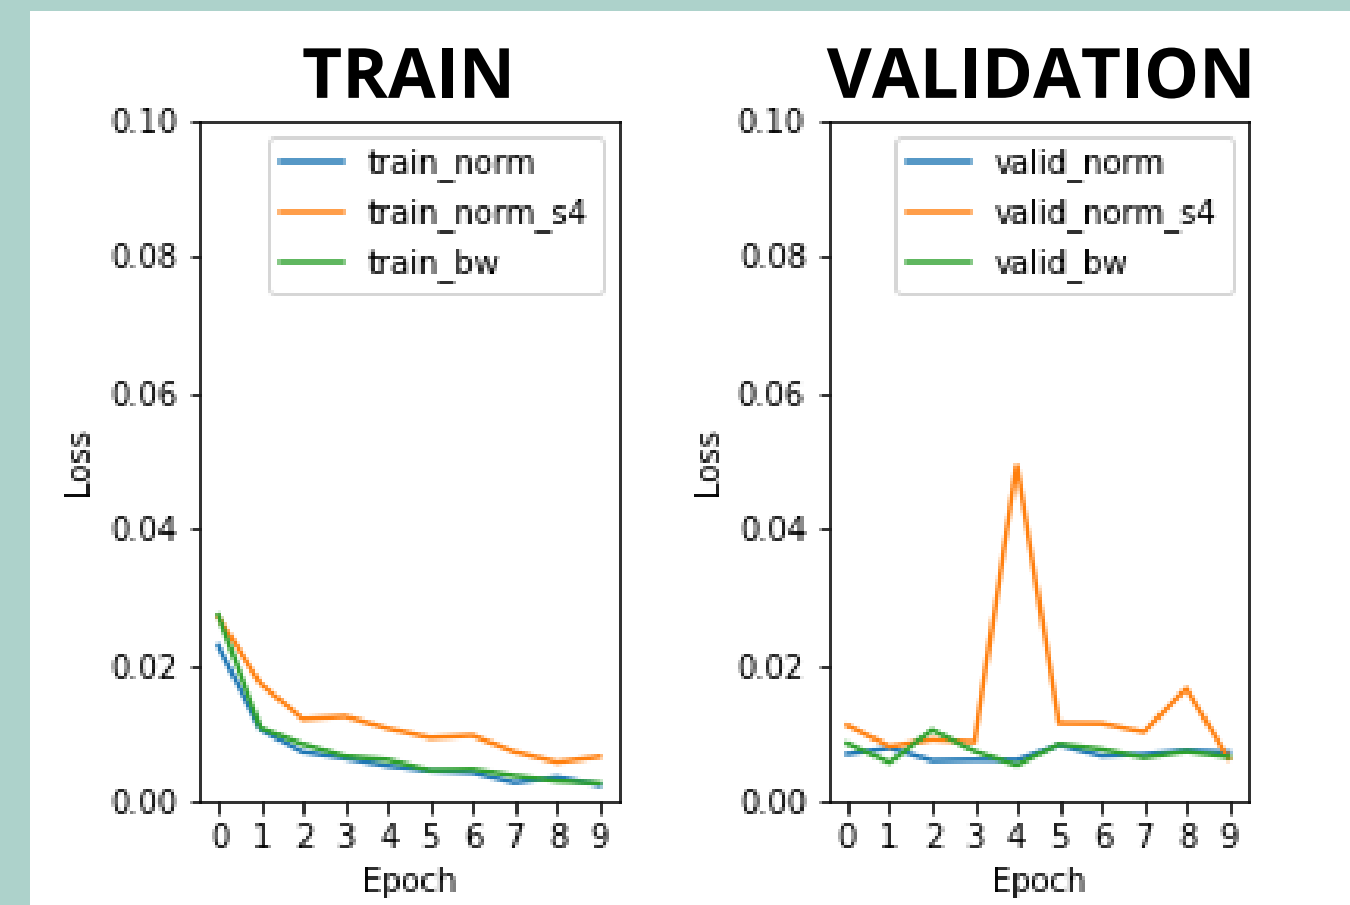 TRAIN
0.10
0.08
0.06
0.04
0.02
0.00
Loss
train_norm
train_norm_s4
train_bw
0 1 2 3 4 5 6 7 8 9
Epoch
VALIDATION
0.10
0.08
0.06
0.04
0.02
0.00
Loss
valid_norm
valid_norm_s4
valid_bw
0 1 2 3 4 5 6 7 8 9
Epoch